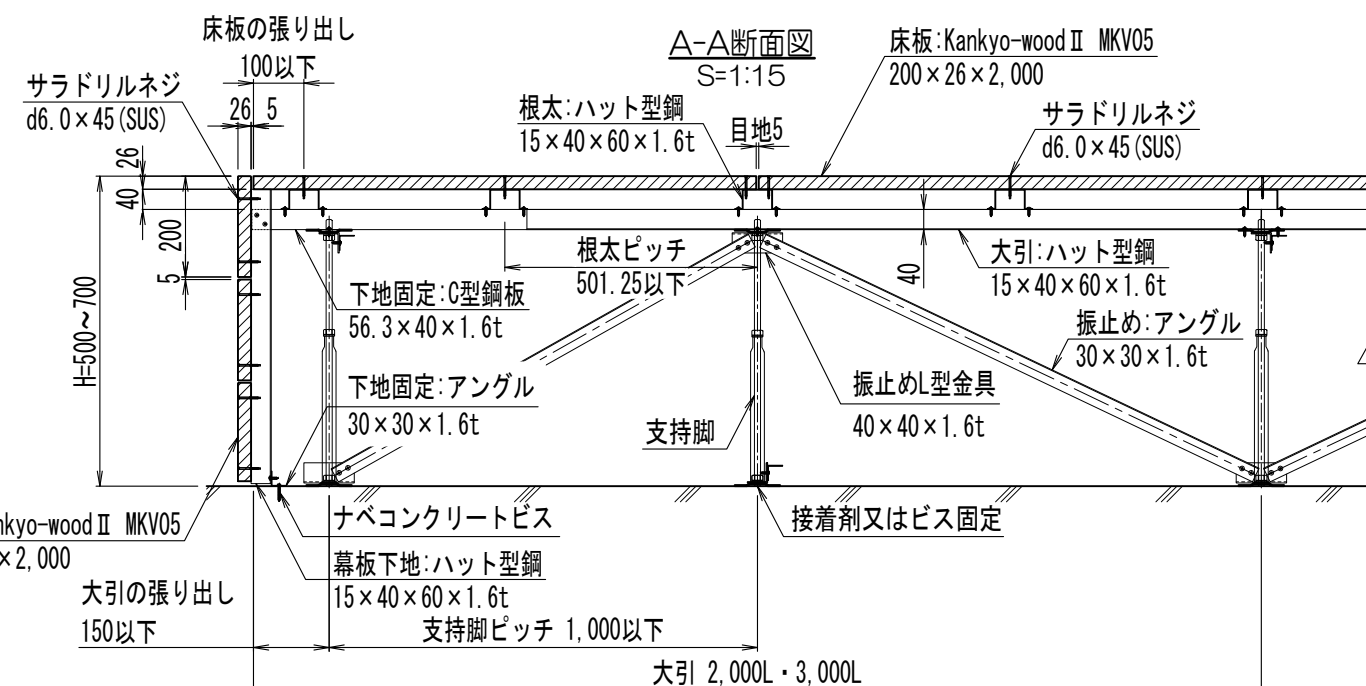 床板の張り出し
100以下
A-A断面図
S=1:15
床板:Kankyo-woodⅡ MKV05
200×26×2,000
サラドリルネジ
d6.0×45(SUS)
26 5
根太:ハット型鋼
15×40×60×1.6t
目地5
サラドリルネジ
d6.0×45(SUS)
26
40
200
5
H=500~700
根太ピッチ
501.25以下
40
大引:ハット型鋼
15×40×60×1.6t
下地固定:C型鋼板
56.3×40×1.6t
振止め:アングル
30×30×1.6t
下地固定:アングル
30×30×1.6t
振止めL型金具
40×40×1.6t
支持脚
nkyo-woodⅡ MKV05
×2,000
ナベコンクリートビス
接着剤又はビス固定
幕板下地:ハット型鋼
15×40×60×1.6t
大引の張り出し
150以下
支持脚ピッチ 1,000以下
大引 2,000L・3,000L